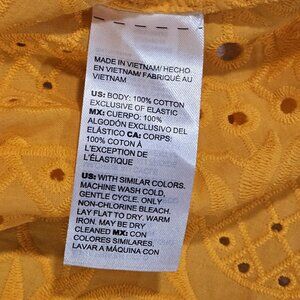 MADE IN VIETNAM/ HECHO
EN VIETNAM/ FABRIQUÉ AU
VIETNAM
US: BODY: 100% COTTON
EXCLUSIVE OF ELASTIC
MX: CUERPO: 100%
ALGODÓN EXCLUSIVO DEL
ELÁSTICO CA: CORPS:
100% COTON À
L'EXCEPTION DE
L'ÉLASTIQUE
US: WITH SIMILAR COLORS.
MACHINE WASH COLD,
GENTLE CYCLE. ONLY
NON-CHLORINE BLEACH.
LAY FLAT TO DRY. WARM
IRON. MAY BE DRY
CLEANED MX: CON
COLORES SIMILARES.
LAVAR A MÁQUINA CON